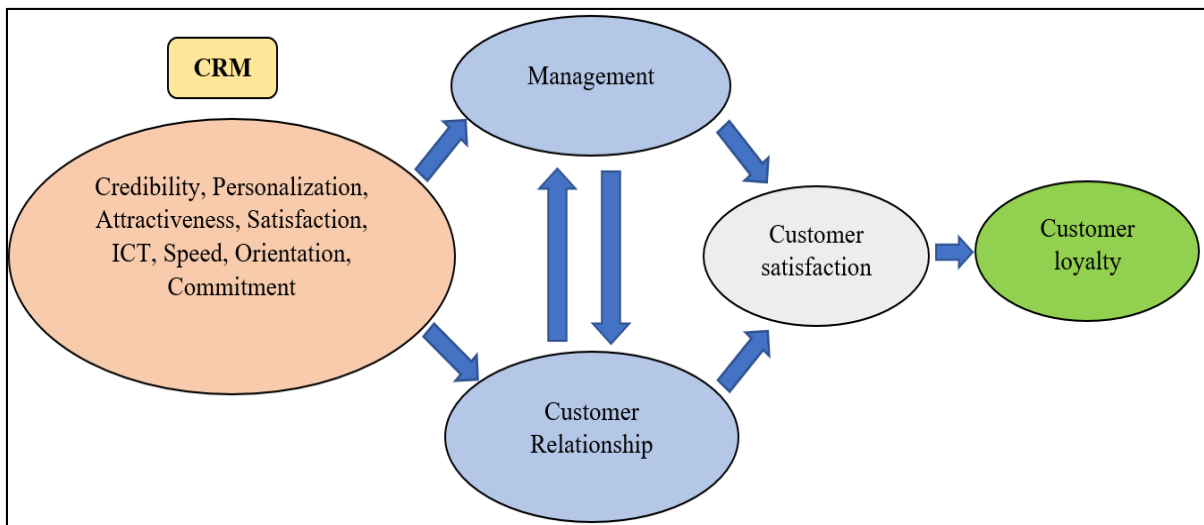 CRM
Credibility, Personalization,
Attractiveness, Satisfaction,
ICT, Speed, Orientation,
Commitment
Management
Customer
Relationship
Customer
satisfaction
Customer
loyalty